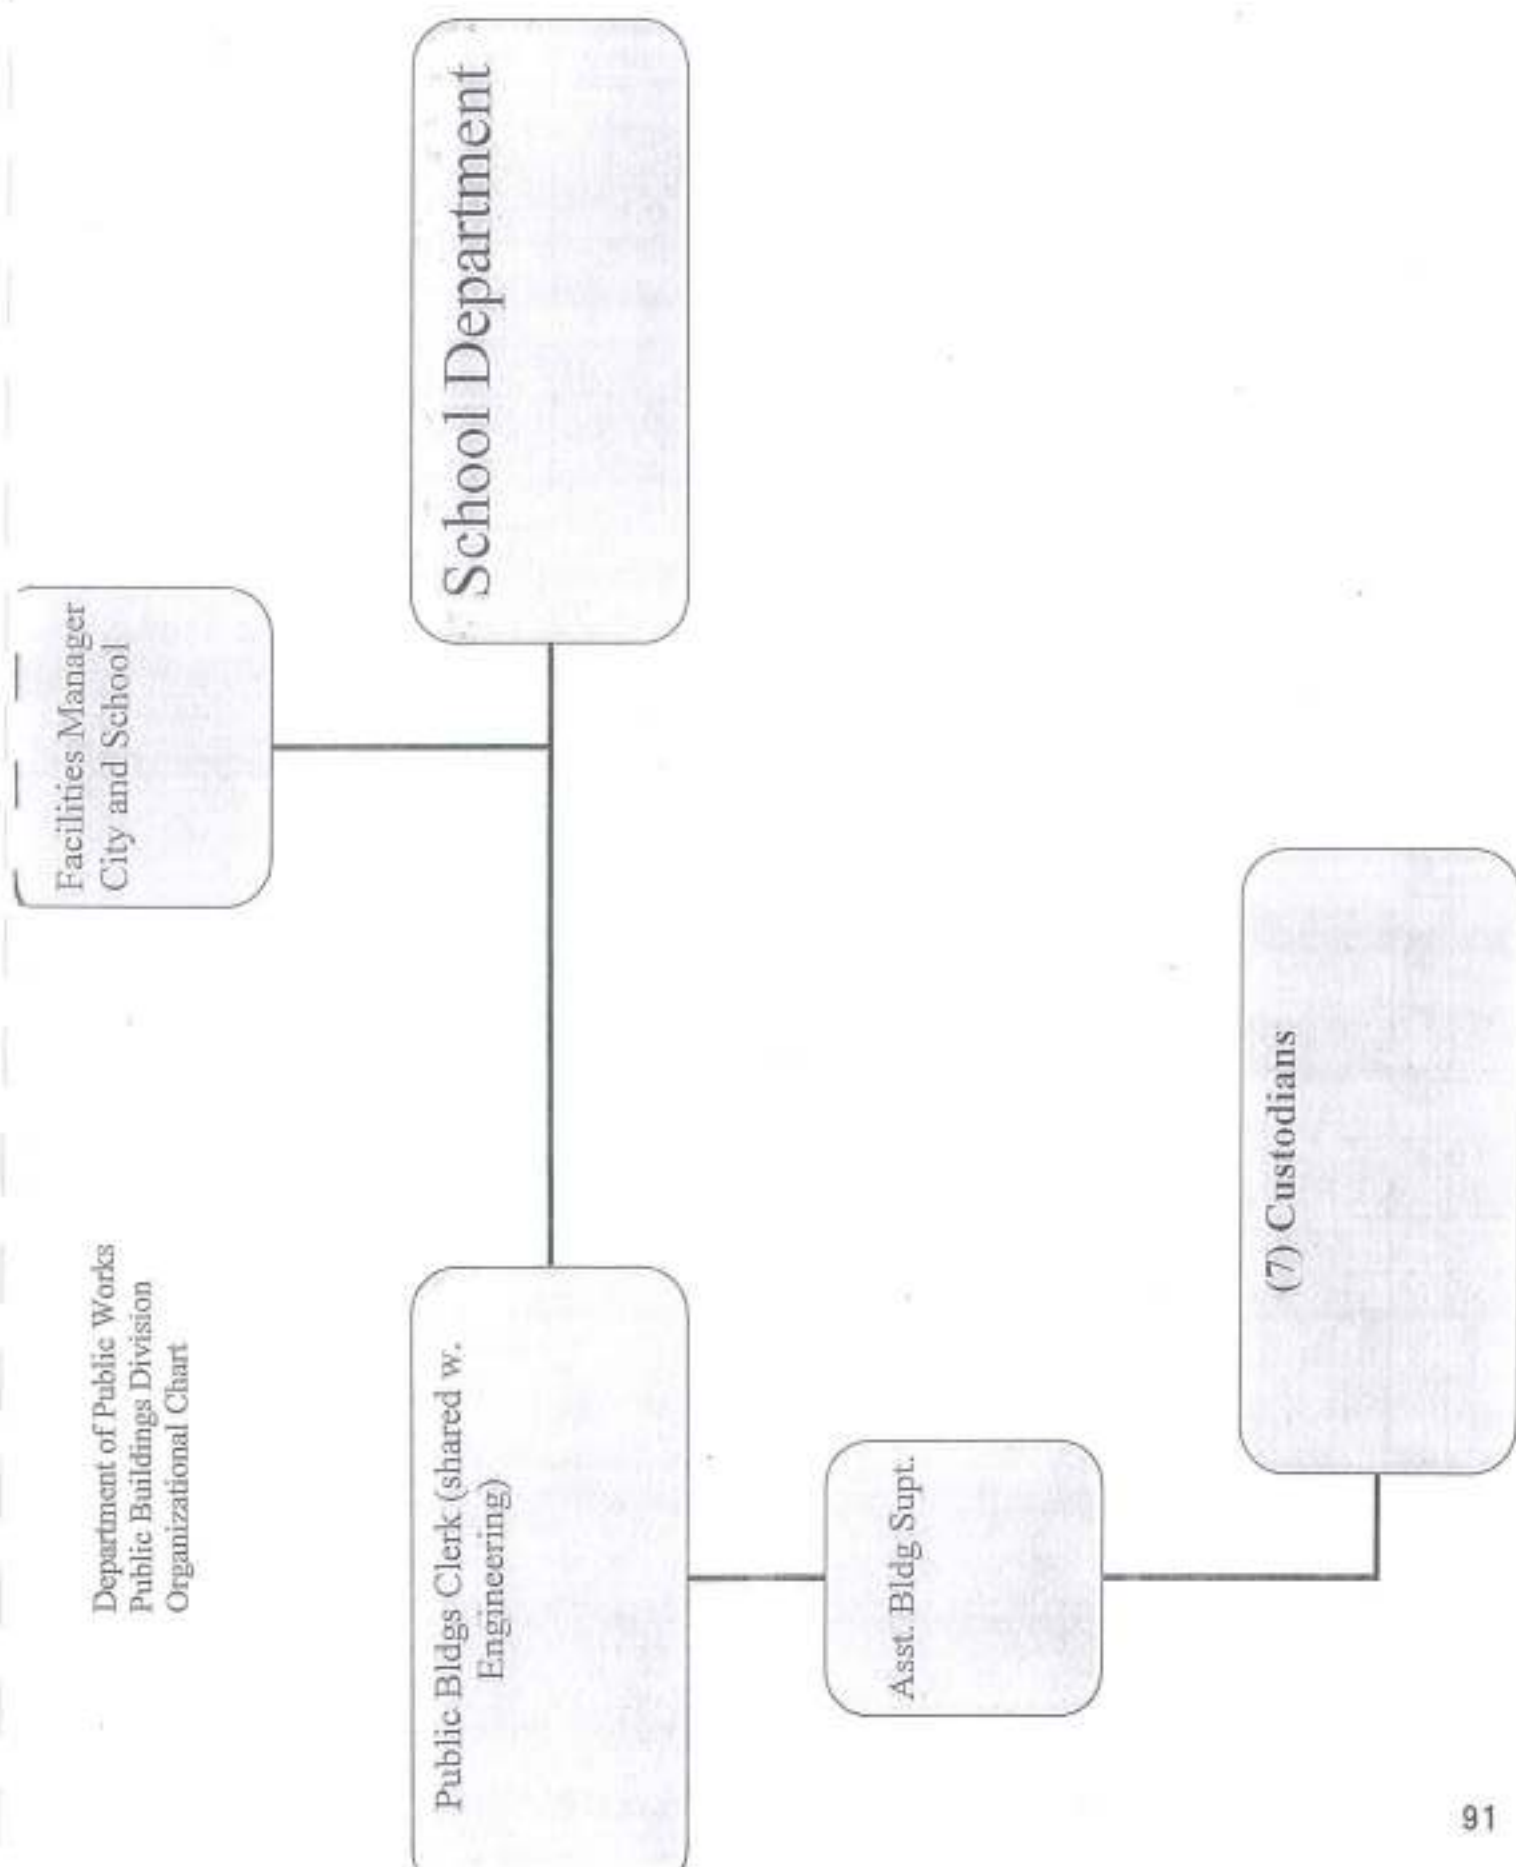 Department of Public Works
Public Buildings Division
Organizational Chart
Facilities Manager
City and School
Public Bldgs Clerk (shared w.
Engineering)
School Department
Asst. Bldg Supt.
(7) Custodians
91